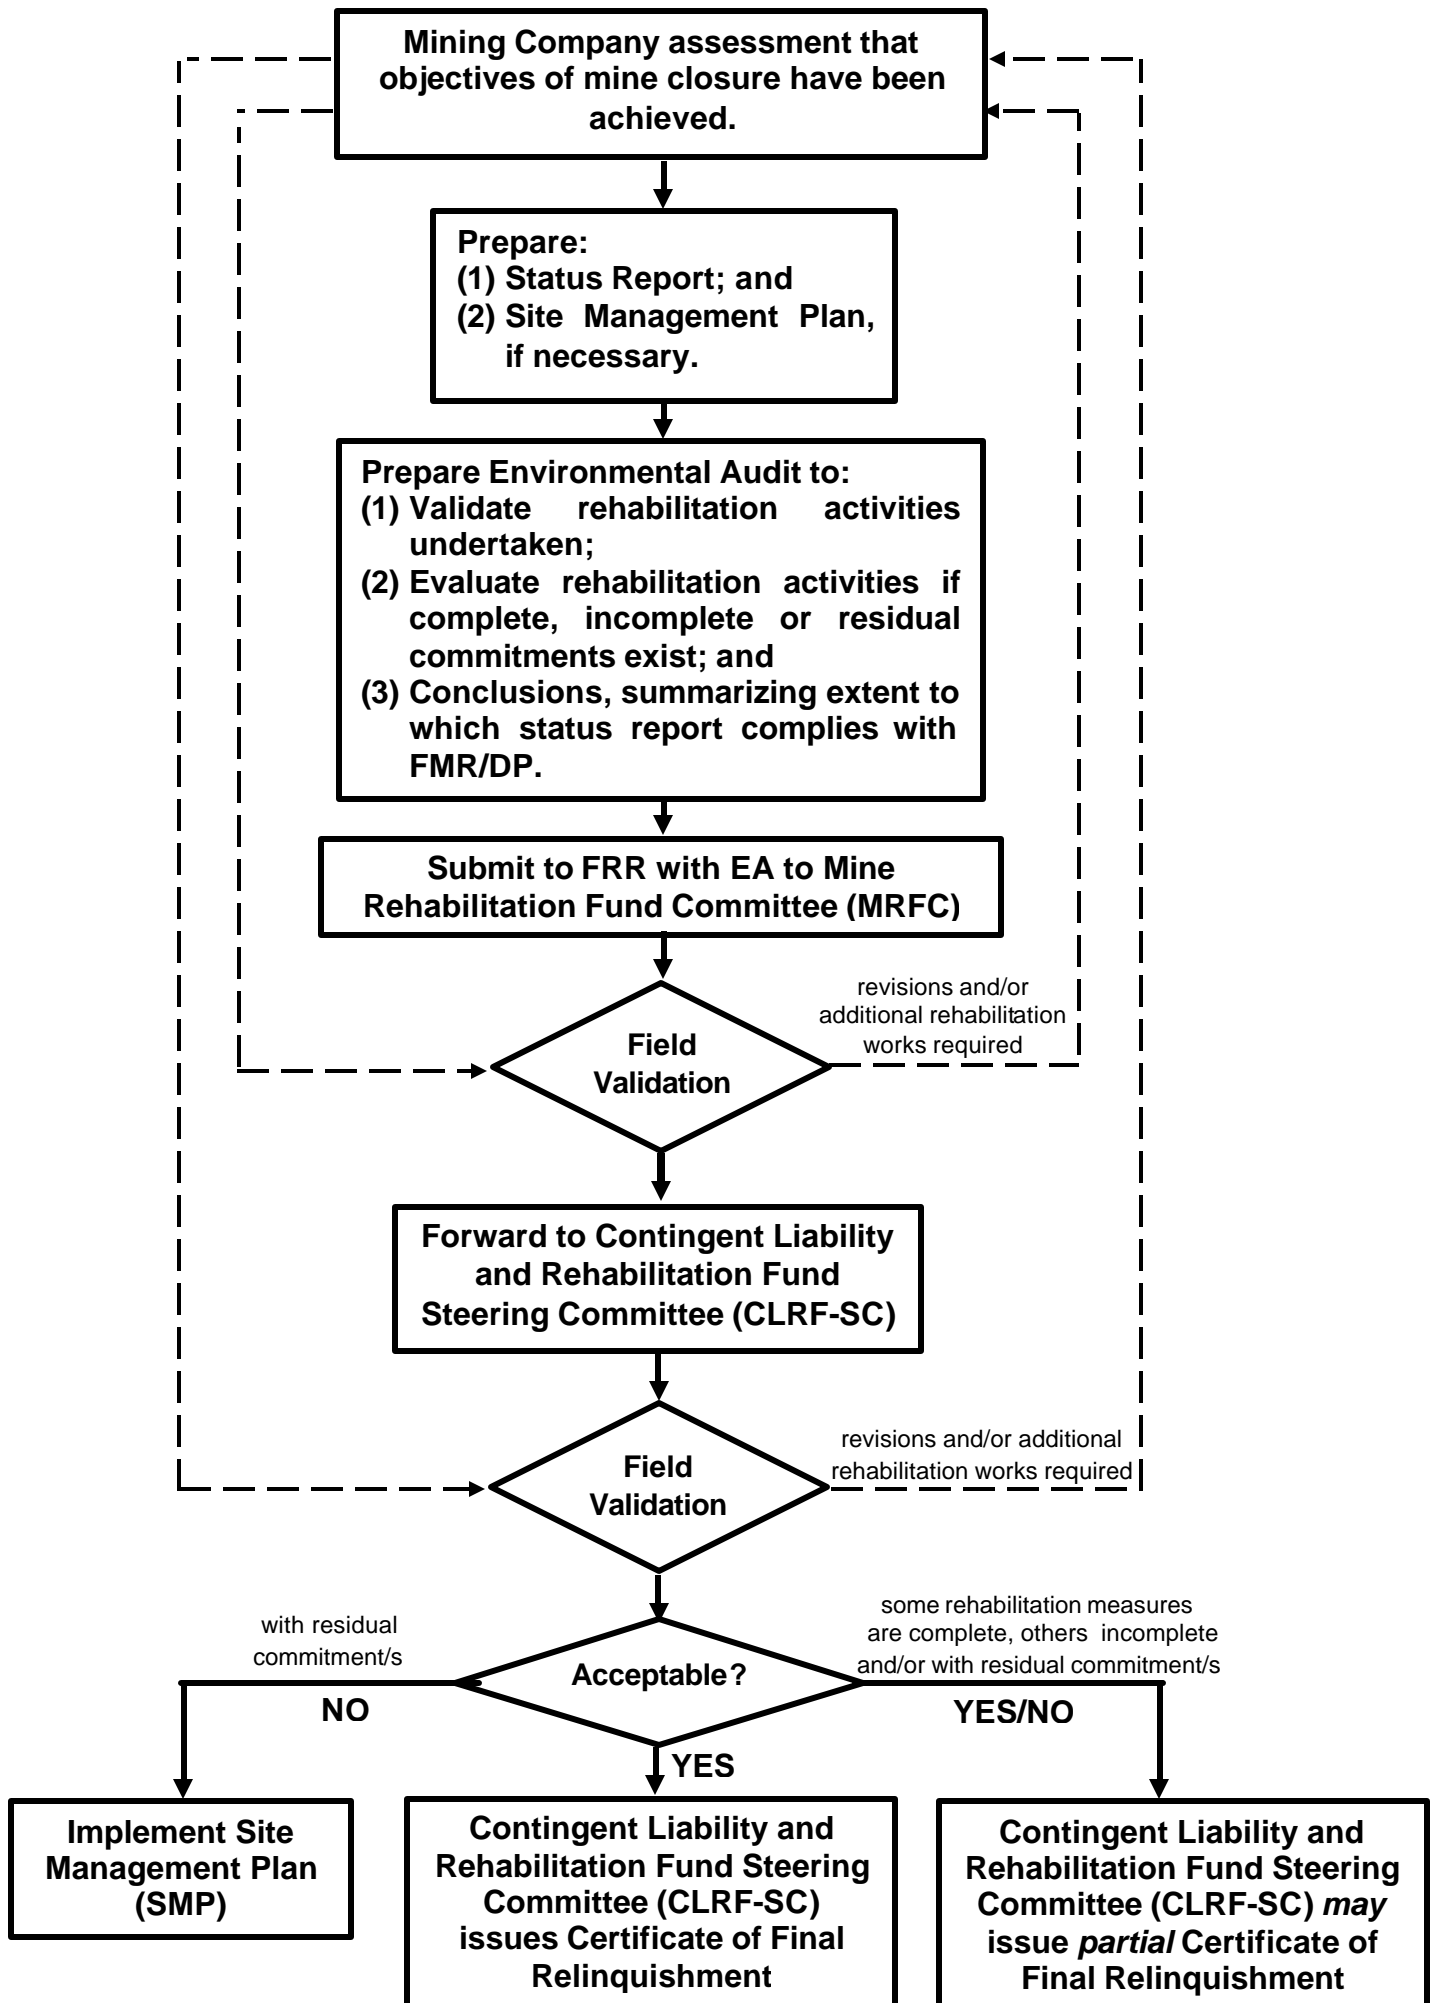 Mining Company assessment that
objectives of mine closure have been
achieved.
Prepare:
(1) Status Report; and
(2) Site Management Plan,
if necessary.
Prepare Environmental Audit to:
(1) Validate rehabilitation activities
undertaken;
(2) Evaluate rehabilitation activities if
complete, incomplete or residual
commitments exist; and
(3) Conclusions, summarizing extent to
which status report complies with
FMR/DP.
Submit to FRR with EA to Mine
Rehabilitation Fund Committee (MRFC)
revisions and/or
additional rehabilitation
works required
Field
Validation
Forward to Contingent Liability
and Rehabilitation Fund
Steering Committee (CLRF-SC)
revisions and/or additional
rehabilitation works required
Field
Validation
with residual
commitment/s
some rehabilitation measures
are complete, others incomplete
and/or with residual commitment/s
Acceptable?
NO
YES/NO
YES
Implement Site
Management Plan
(SMP)
Contingent Liability and
Rehabilitation Fund Steering
Committee (CLRF-SC)
issues Certificate of Final
Relinquishment
Contingent Liability and
Rehabilitation Fund Steering
Committee (CLRF-SC) may
issue partial Certificate of
Final Relinquishment